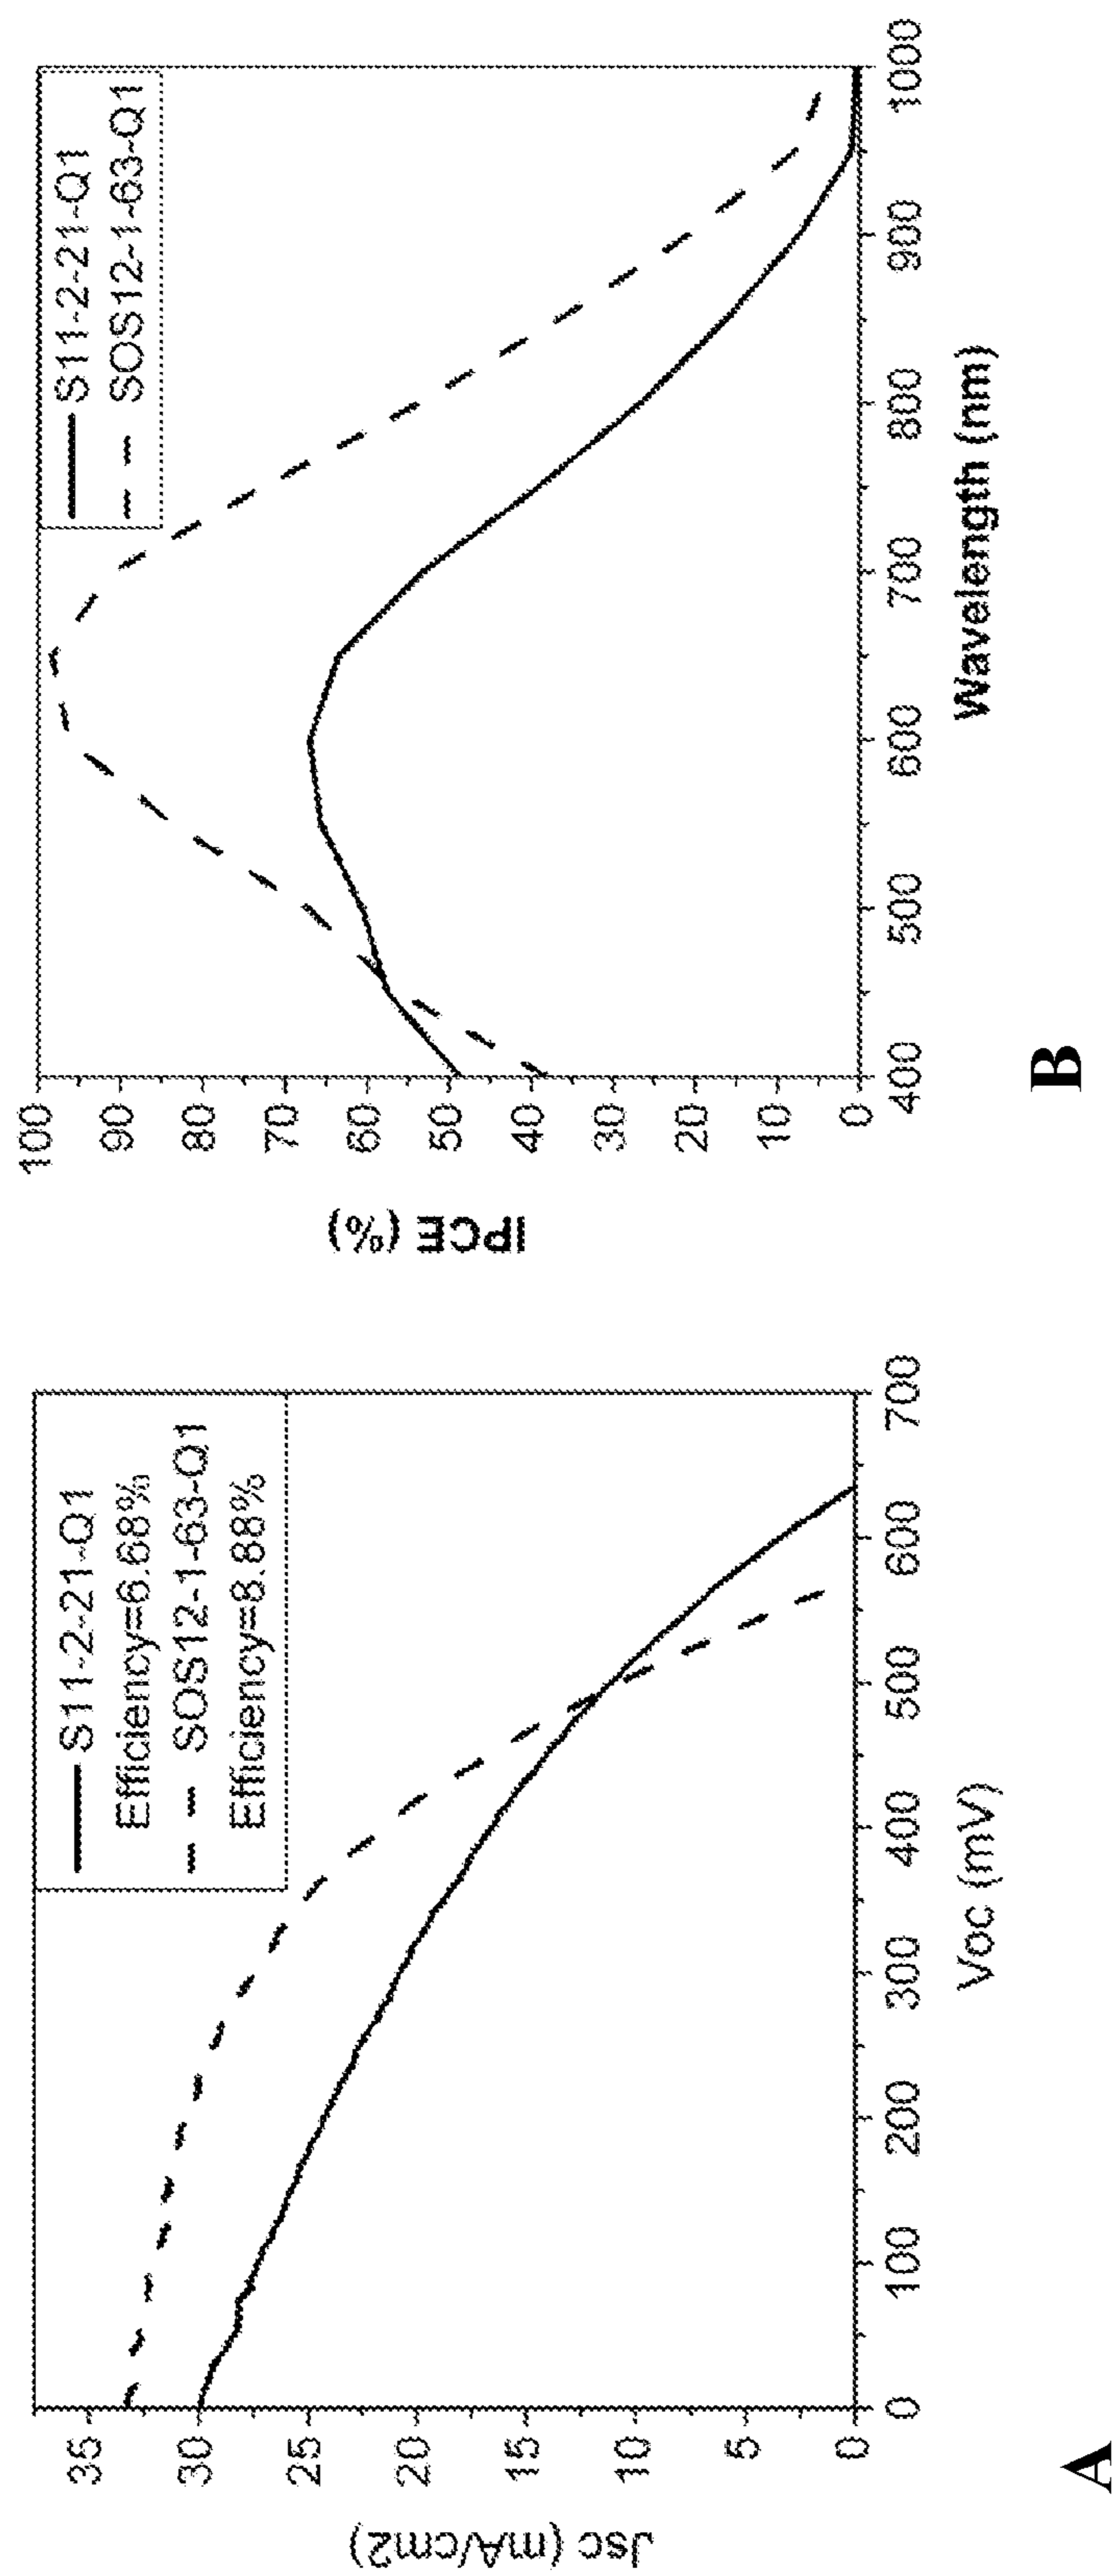 S11-2-21-Q1
Efficiency=6.68%
SOS12-1-63-Q1
Efficiency=8.88%
35
30
25
20
15
10
5
0
Jsc (mA/cm2)
0 100 200 300 400 500 600 700
Voc (mV)
A
S11-2-21-Q1
SOS12-1-63-Q1
100
90
80
70
60
50
40
30
20
10
0
IPCE (%)
400 500 600 700 800 900 1000
Wavelength (nm)
B